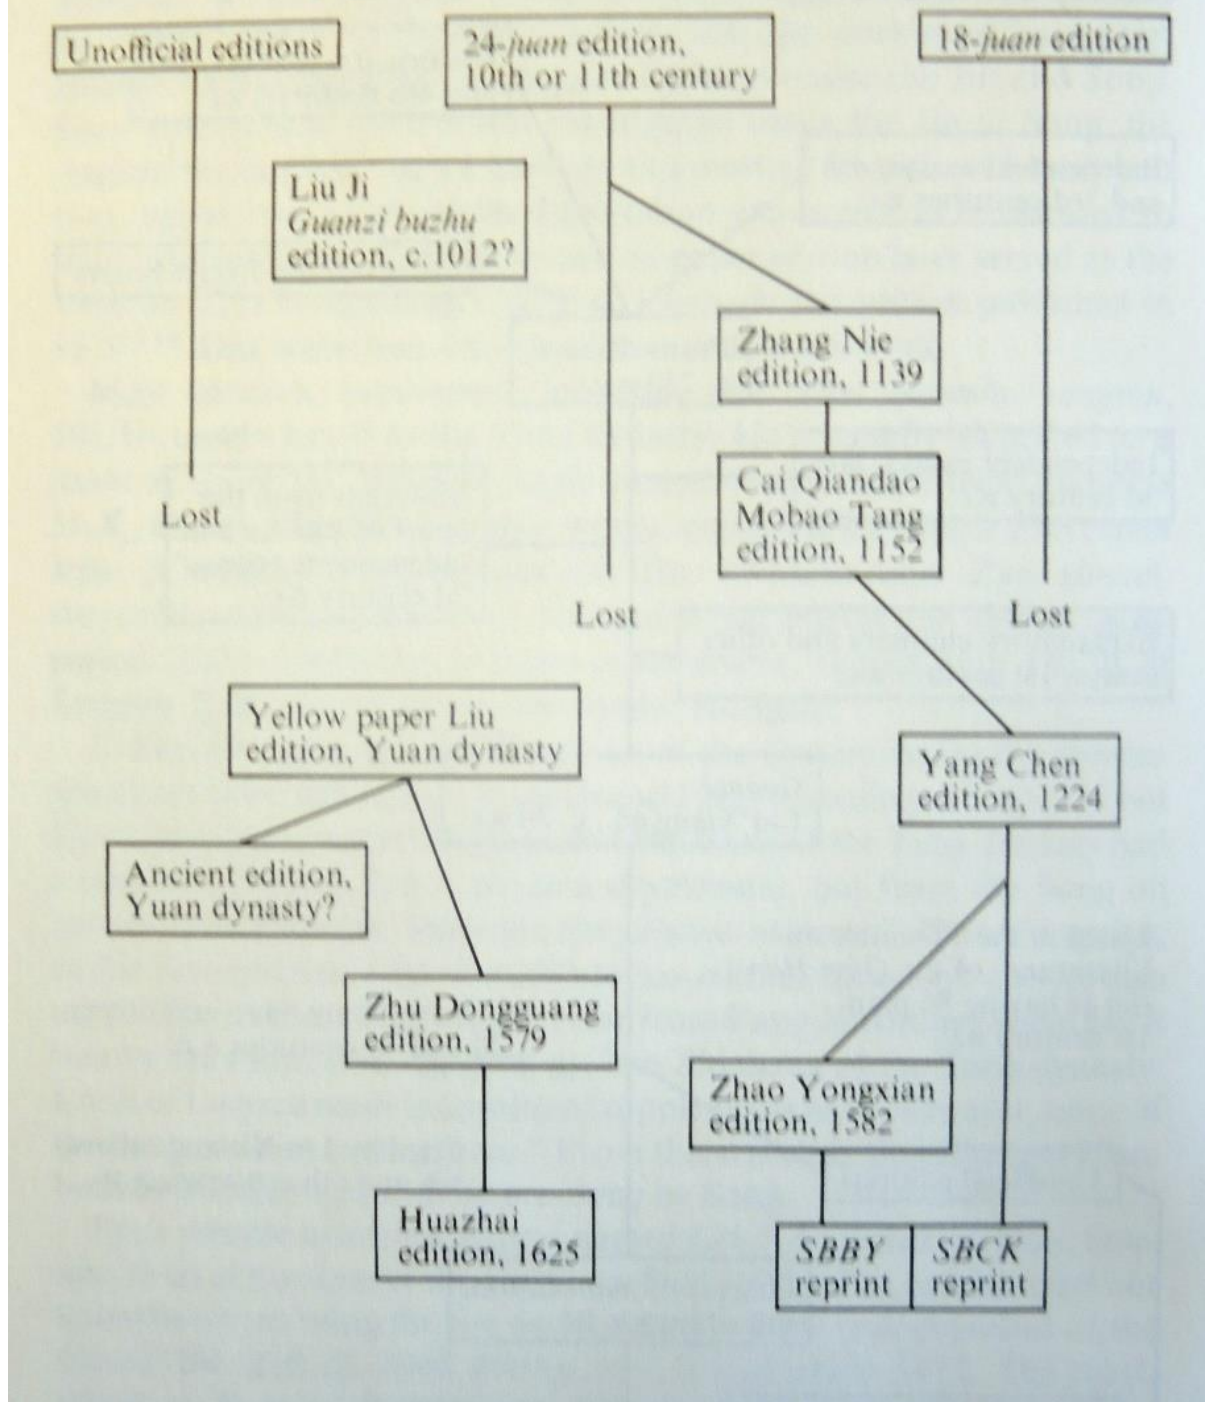 Unofficial editions
24-juan edition,
10th or 11th century
18-juan edition
Liu Ji
Guanzi buzhu
edition, c.1012?
Zhang Nie
edition, 1139
Cai Qiandao
Mobao Tang
edition, 1152
Lost
Lost
Lost
Yellow paper Liu
edition, Yuan dynasty
Yang Chen
edition, 1224
Ancient edition,
Yuan dynasty?
Zhu Dongguang
edition, 1579
Zhao Yongxian
edition, 1582
Huazhai
edition, 1625
SBBY
reprint
SBCK
reprint